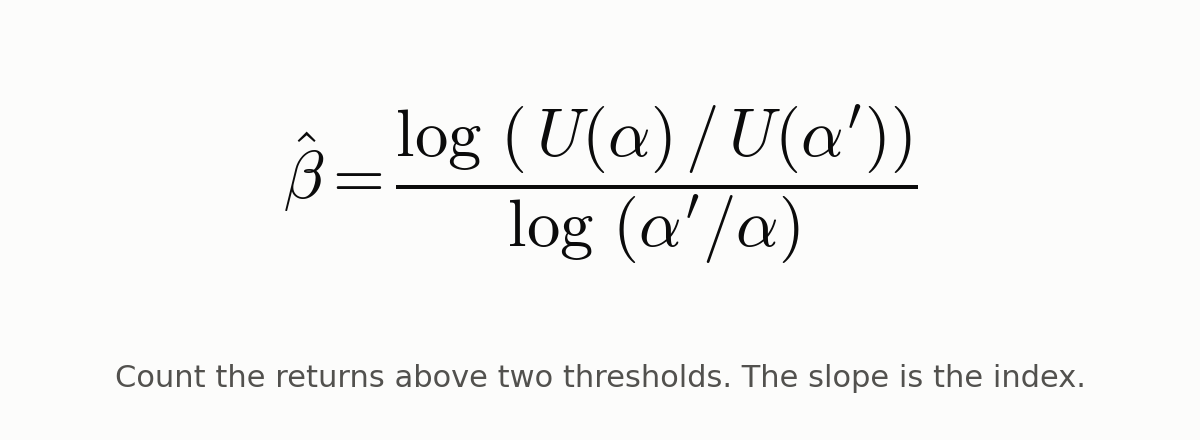 β̂ = log (U(α) / U(α′)) / log (α′/α)
Count the returns above two thresholds. The slope is the index.